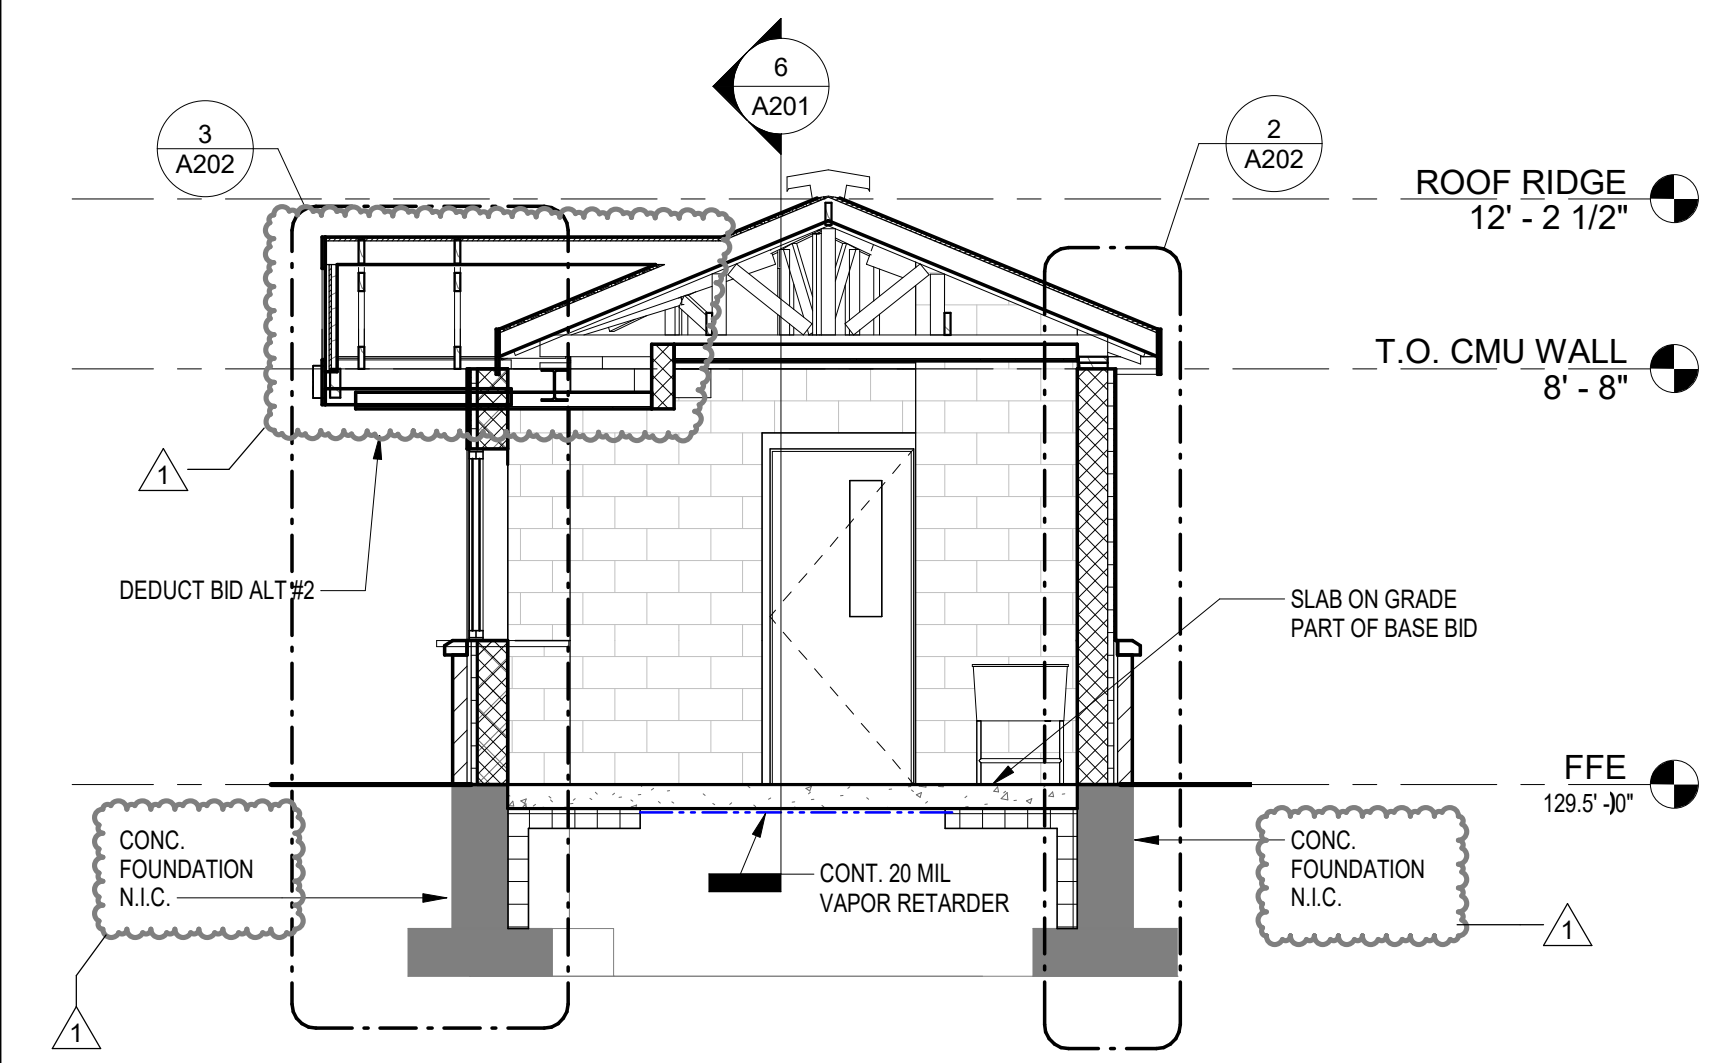 6
A201
3
A202
2
A202
ROOF RIDGE
12' - 2 1/2"
T.O. CMU WALL
8' - 8"
1
DEDUCT BID ALT #2
SLAB ON GRADE
PART OF BASE BID
FFE
129.5' - 0"
CONC.
FOUNDATION
N.I.C.
CONT. 20 MIL
VAPOR RETARDER
CONC.
FOUNDATION
N.I.C.
1
1